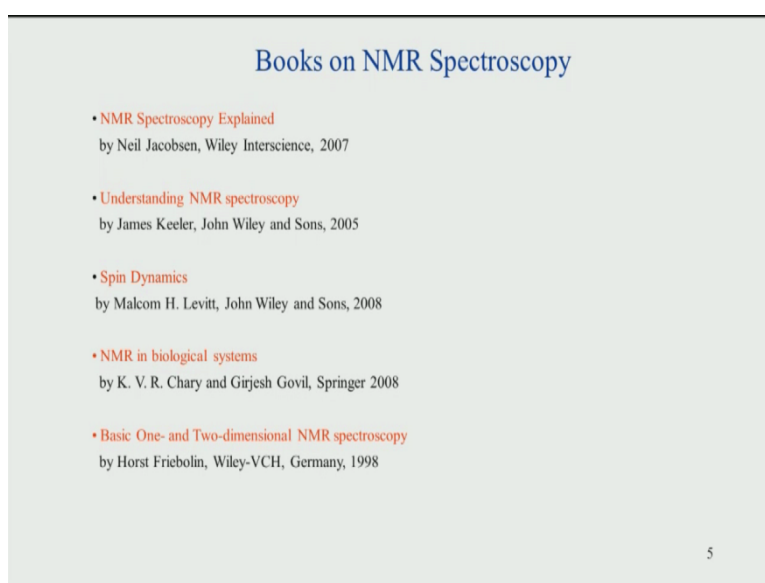 Books on NMR Spectroscopy
• NMR Spectroscopy Explained
by Neil Jacobsen, Wiley Interscience, 2007
• Understanding NMR spectroscopy
by James Keeler, John Wiley and Sons, 2005
• Spin Dynamics
by Malcom H. Levitt, John Wiley and Sons, 2008
• NMR in biological systems
by K. V. R. Chary and Girjesh Govil, Springer 2008
• Basic One- and Two-dimensional NMR spectroscopy
by Horst Friebolin, Wiley-VCH, Germany, 1998
5